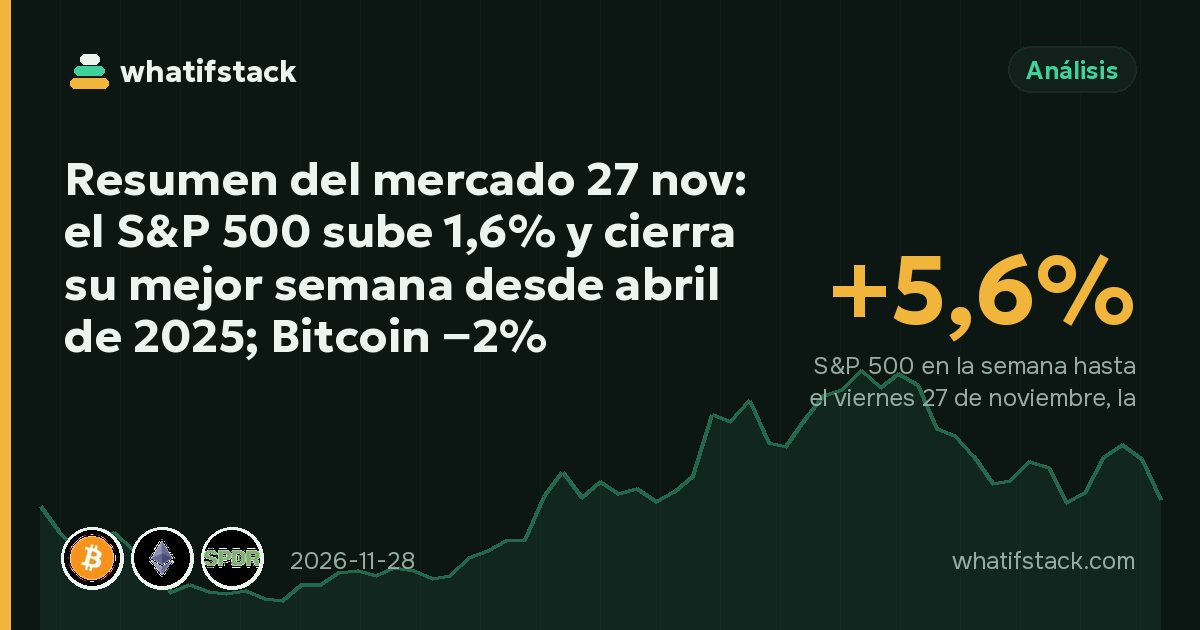 whatifstack
Análisis
Resumen del mercado 27 nov:
el S&P 500 sube 1,6% y cierra
su mejor semana desde abril
de 2025; Bitcoin −2%
+5,6%
S&P 500 en la semana hasta
el viernes 27 de noviembre, la
SPDR
2026-11-28
whatifstack.com